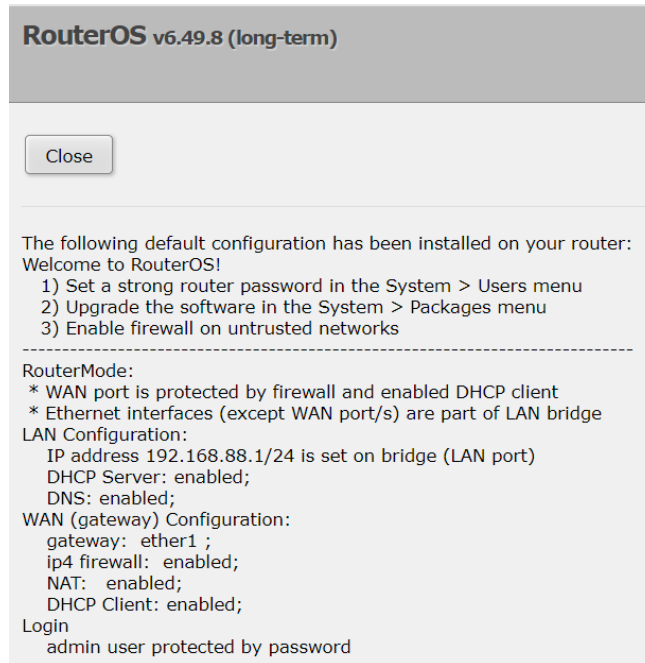 RouterOS v6.49.8 (long-term)
Close
The following default configuration has been installed on your router:
Welcome to RouterOS!
1) Set a strong router password in the System > Users menu
2) Upgrade the software in the System > Packages menu
3) Enable firewall on untrusted networks
-------------------------------------------------------------------------------
RouterMode:
* WAN port is protected by firewall and enabled DHCP client
* Ethernet interfaces (except WAN port/s) are part of LAN bridge
LAN Configuration:
IP address 192.168.88.1/24 is set on bridge (LAN port)
DHCP Server: enabled;
DNS: enabled;
WAN (gateway) Configuration:
gateway:  ether1 ;
ip4 firewall:  enabled;
NAT:   enabled;
DHCP Client: enabled;
Login
admin user protected by password